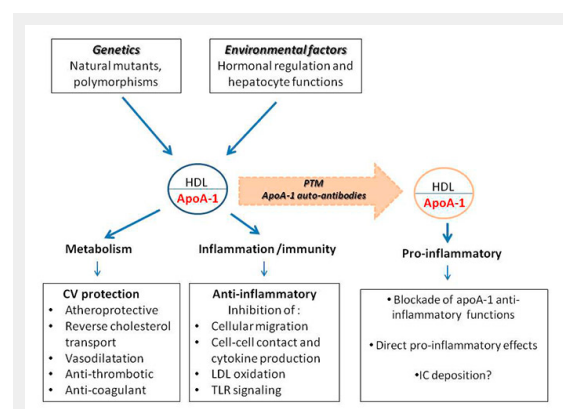 Genetics
Natural mutants,
polymorphisms
Environmental factors
Hormonal regulation and
hepatocyte functions
HDL
ApoA-1
PTM
ApoA-1 auto-antibodies
HDL
ApoA-1
Metabolism
Inflammation/immunity
Pro-inflammatory
CV protection
• Atheroprotective
• Reverse cholesterol
transport
• Vasodilatation
• Anti-thrombotic
• Anti-coagulant
Anti-inflammatory
Inhibition of :
• Cellular migration
• Cell-cell contact and
cytokine production
• LDL oxidation
• TLR signaling
• Blockade of apoA-1 anti-
inflammatory functions
• Direct pro-inflammatory effects
•IC deposition?